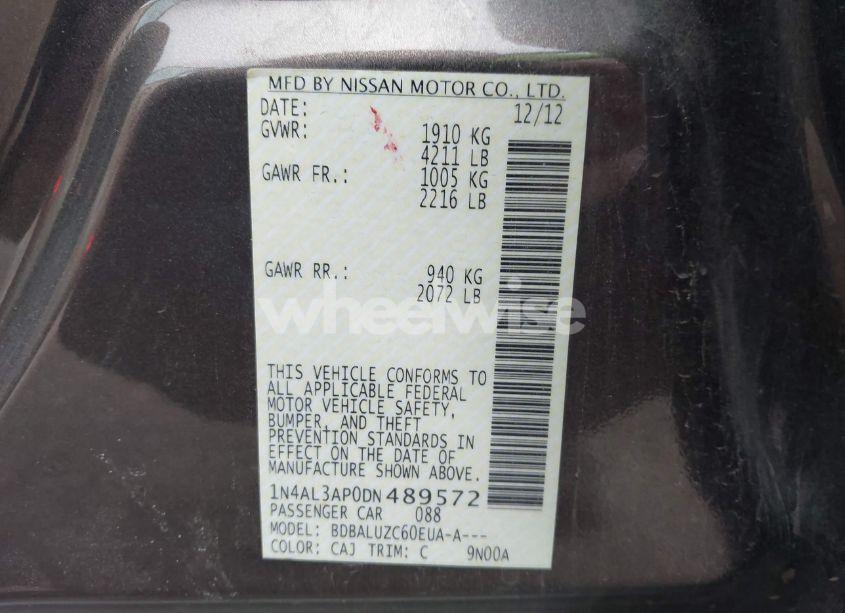 MFD BY NISSAN MOTOR CO., LTD.
DATE: 12/12
GVWR: 1910 KG
4211 LB
GAWR FR.: 1005 KG
2216 LB
GAWR RR.: 940 KG
2072 LB
wheelwise
THIS VEHICLE CONFORMS TO
ALL APPLICABLE FEDERAL
MOTOR VEHICLE SAFETY,
BUMPER, AND THEFT
PREVENTION STANDARDS IN
EFFECT ON THE DATE OF
MANUFACTURE SHOWN ABOVE.
1N4AL3AP0DN489572
PASSENGER CAR 088
MODEL: BDBALUZC60EUA-A---
COLOR: CAJ TRIM: C 9N00A